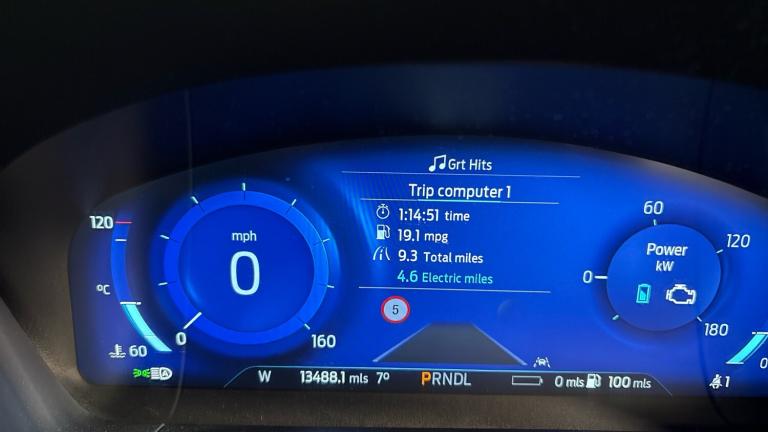 Grt Hits
Trip computer 1
1:14:51 time
19.1 mpg
9.3 Total miles
4.6 Electric miles
120
°C
60
mph
0
0
160
5
60
120
Power
kW
0
180
0
A
W 13488.1 mls 7° PRNDL 0 mls 100 mls
1